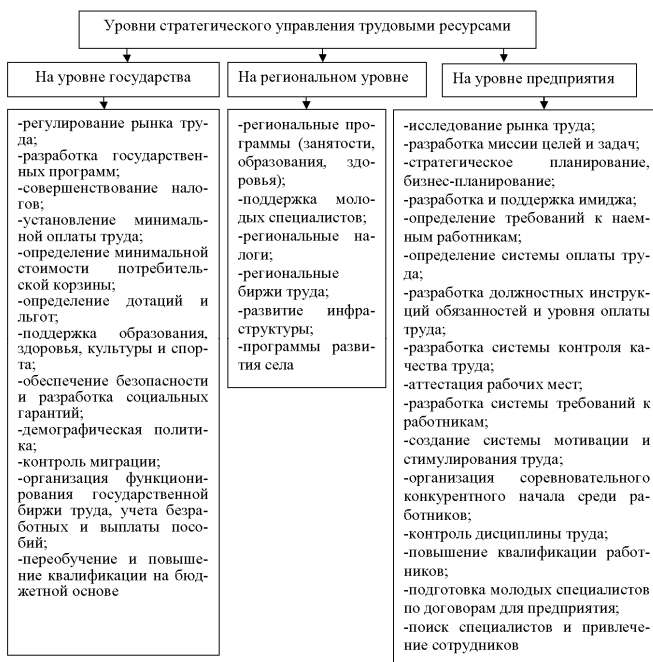 Уровни стратегического управления трудовыми ресурсами
На уровне государства
-регулирование рынка тру-
да;
-разработка государствен-
ных программ;
-совершенствование нало-
гов;
-установление минималь-
ной оплаты труда;
-определение минимальной
стоимости потребитель-
ской корзины;
-определение дотаций и
льгот;
-поддержка образования,
здоровья, культуры и спор-
та;
-обеспечение безопасности
и разработка социальных
гарантий;
-демографическая полити-
ка;
-контроль миграции;
-организация функциони-
рования государственной
биржи труда, учета безра-
ботных и выплаты посо-
бий;
-переобучение и повыше-
ние квалификации на бюд-
жетной основе
На региональном уровне
-региональные про-
граммы (занятости,
образования, здо-
ровья);
-поддержка моло-
дых специалистов;
-региональные на-
логи;
-региональные
биржи труда;
-развитие инфра-
структуры;
-программы разви-
тия села
На уровне предприятия
-исследование рынка труда;
-разработка миссии целей и задач;
-стратегическое планирование,
бизнес-планирование;
-разработка и поддержка имиджа;
-определение требований к наем-
ным работникам;
-определение системы оплаты тру-
да;
-разработка должностных инструк-
ций обязанностей и уровня оплаты
труда;
-разработка системы контроля ка-
чества труда;
-аттестация рабочих мест;
-разработка системы требований к
работникам;
-создание системы мотивации и
стимулирования труда;
-организация соревновательного
конкурентного начала среди ра-
ботников;
-контроль дисциплины труда;
-повышение квалификации работ-
ников;
-подготовка молодых специалистов
по договорам для предприятия;
-поиск специалистов и привлече-
ние сотрудников